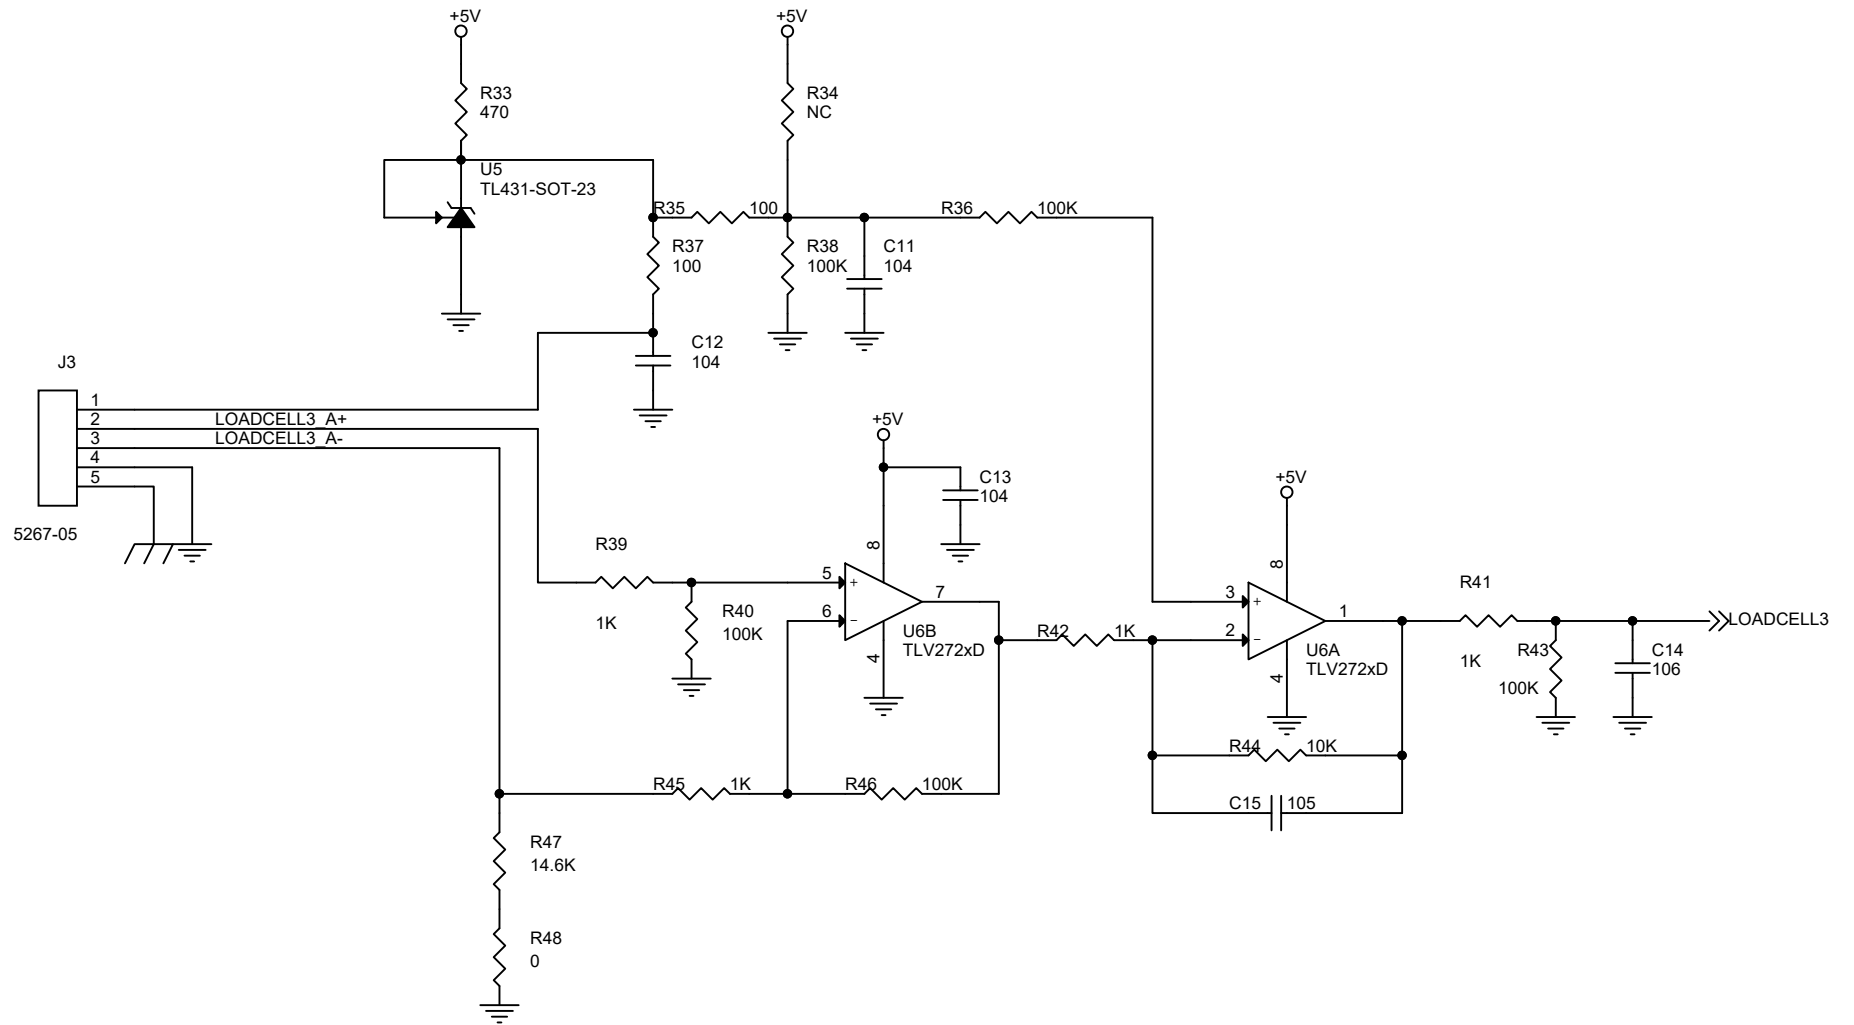 +5V
+5V
R33
470
R34
NC
U5
TL431-SOT-23
R35
100
R36
100K
R37
100
R38
100K
C11
104
C12
104
J3
1
2
3
4
5
LOADCELL3_A+
LOADCELL3_A-
5267-05
+5V
C13
104
+5V
R39
1K
R40
100K
5
6
+
−
8
4
7
U6B
TLV272xD
R42
1K
3
2
+
−
8
4
1
U6A
TLV272xD
R41
1K
LOADCELL3
R43
100K
C14
106
R44
10K
C15
105
R45
1K
R46
100K
R47
14.6K
R48
0